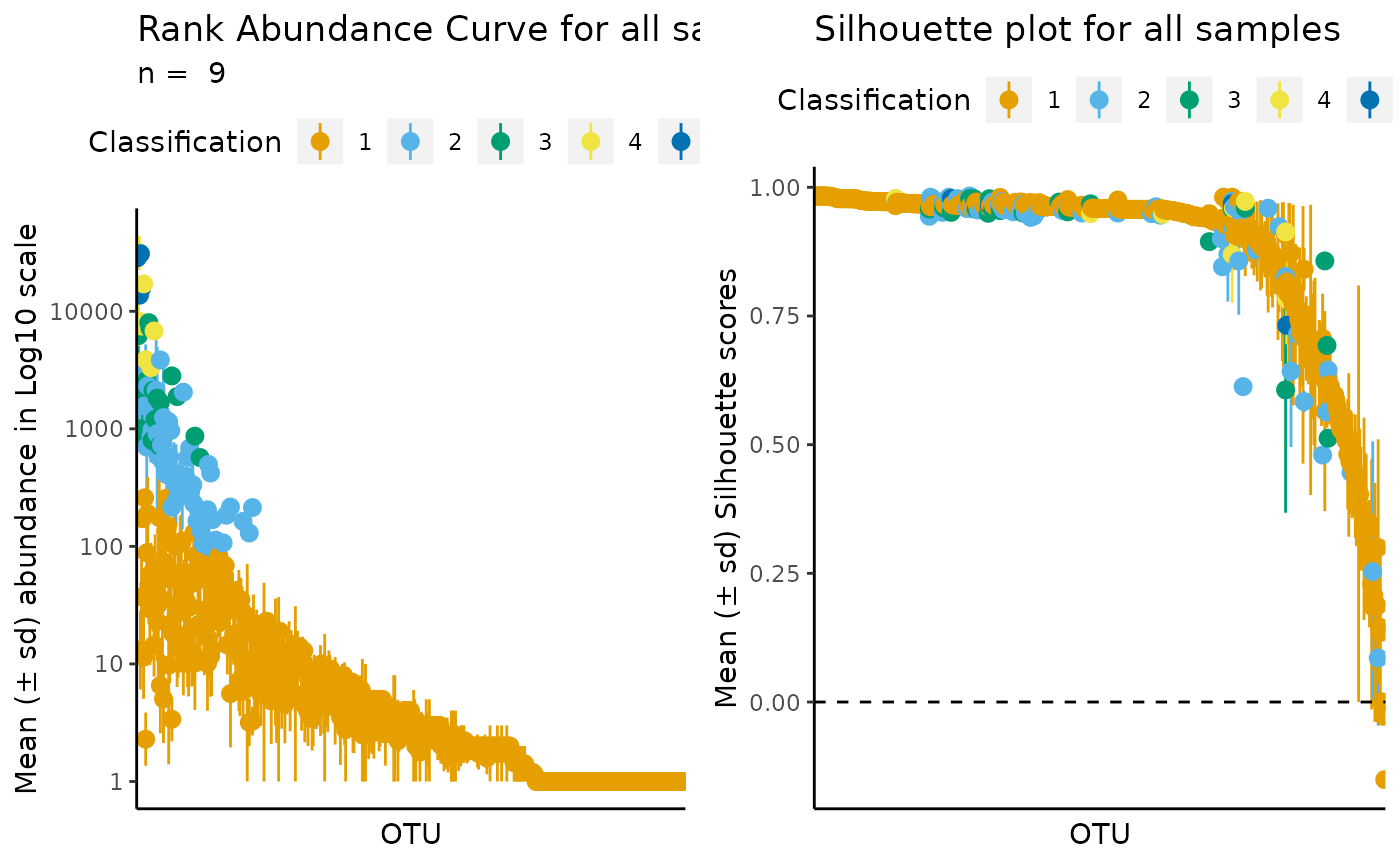 Rank Abundance Curve for all sa
n = 9
Classification 1 2 3 4
Mean (± sd) abundance in Log10 scale
10000
1000
100
10
1
OTU
Silhouette plot for all samples
Classification 1 2 3 4
Mean (± sd) Silhouette scores
1.00
0.75
0.50
0.25
0.00
OTU